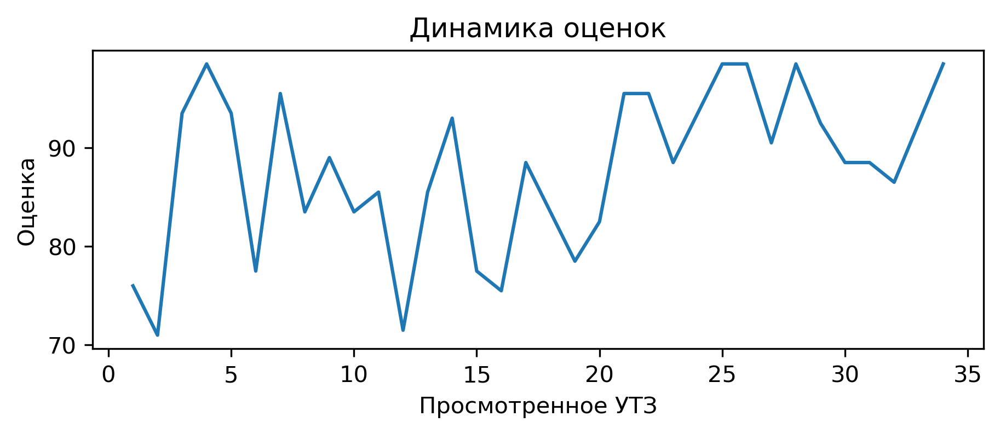 Динамика оценок
Оценка
90
80
70
0 5 10 15 20 25 30 35
Просмотренное УТЗ